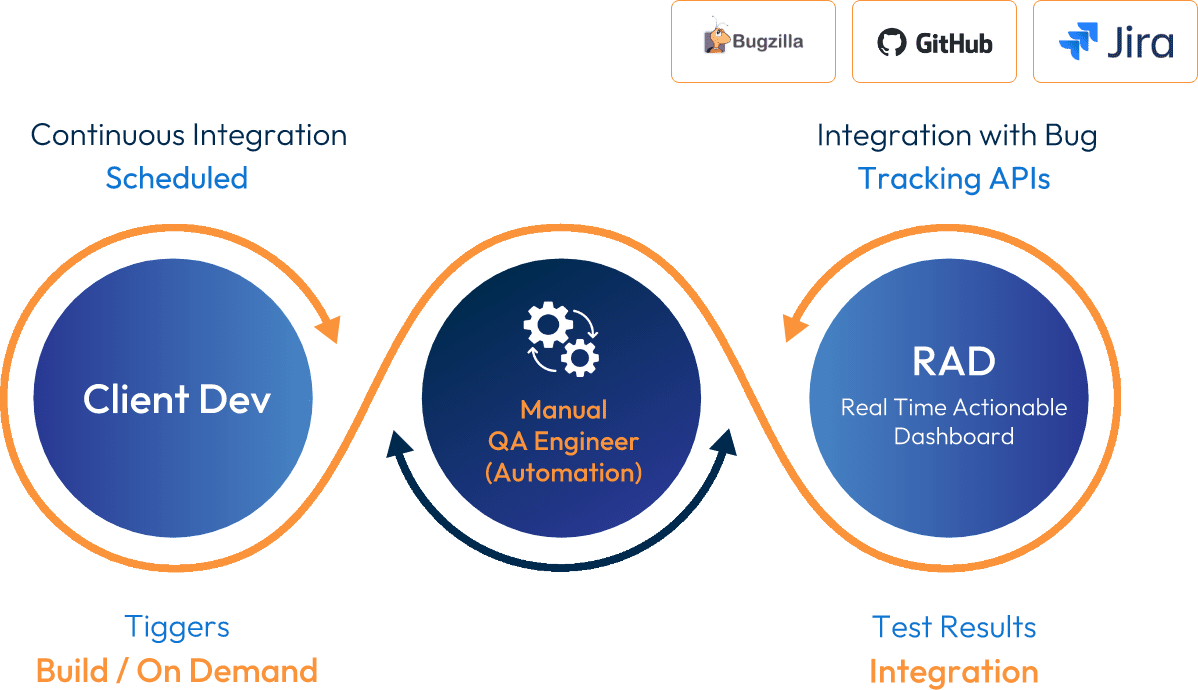 Bugzilla
GitHub
Jira
Continuous Integration
Scheduled
Integration with Bug
Tracking APIs
Client Dev
Manual
QA Engineer
(Automation)
RAD
Real Time Actionable
Dashboard
Tiggers
Build / On Demand
Test Results
Integration